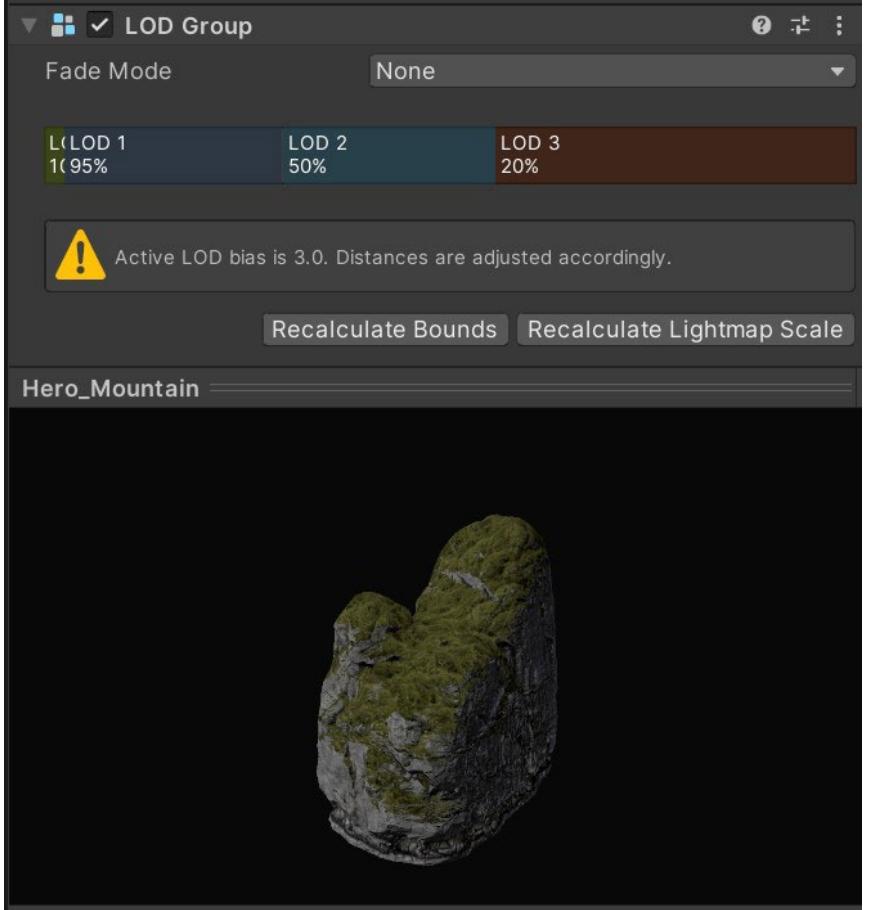 LOD Group
Fade Mode None
LOD 1 LOD 2 LOD 3
95% 50% 20%
Active LOD bias is 3.0. Distances are adjusted accordingly.
Recalculate Bounds Recalculate Lightmap Scale
Hero_Mountain